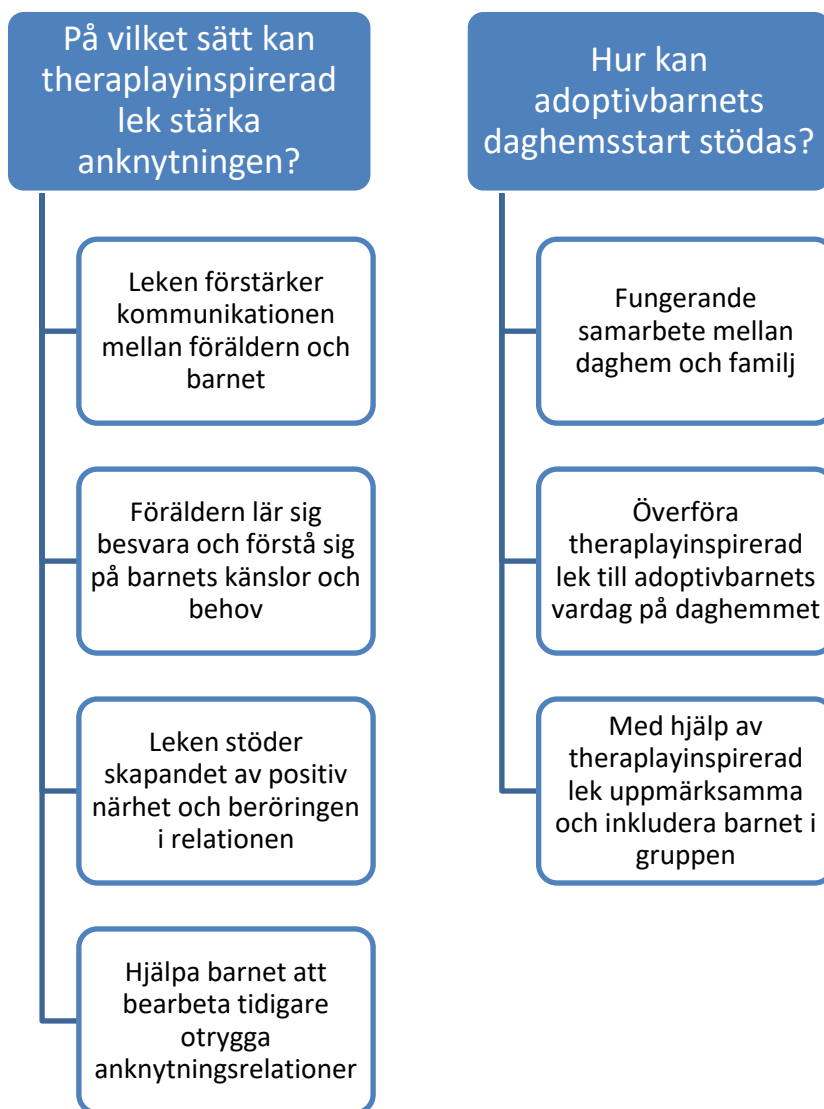 På vilket sätt kan
theraplayinspirerad
lek stärka
anknytningen?
Leken förstärker
kommunikationen
mellan föräldern och
barnet
Föräldern lär sig
besvara och förstå sig
på barnets känslor och
behov
Leken stöder
skapandet av positiv
närhet och beröringen
i relationen
Hjälpa barnet att
bearbeta tidigare
otrygga
anknytningsrelationer
Hur kan
adoptivbarnets
daghemsstart stödas?
Fungerande
samarbete mellan
daghem och familj
Överföra
theraplayinspirerad
lek till adoptivbarnets
vardag på daghemmet
Med hjälp av
theraplayinspirerad
lek uppmärksamma
och inkludera barnet i
gruppen